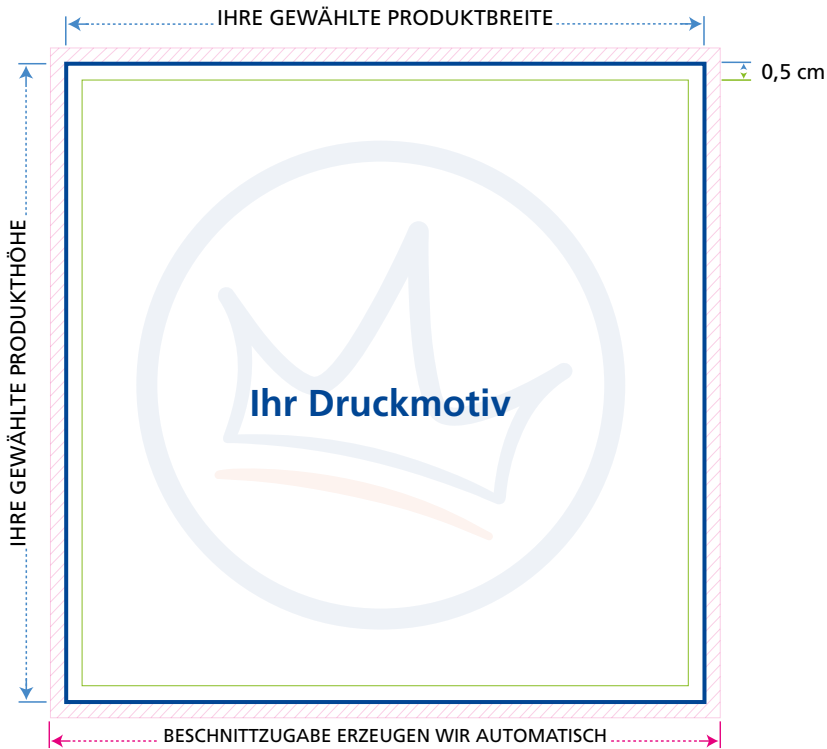 IHRE GEWÄHLTE PRODUKTBREITE
0,5 cm
IHRE GEWÄHLTE PRODUKTHÖHE
Ihr Druckmotiv
BESCHNITTZUGABE ERZEUGEN WIR AUTOMATISCH